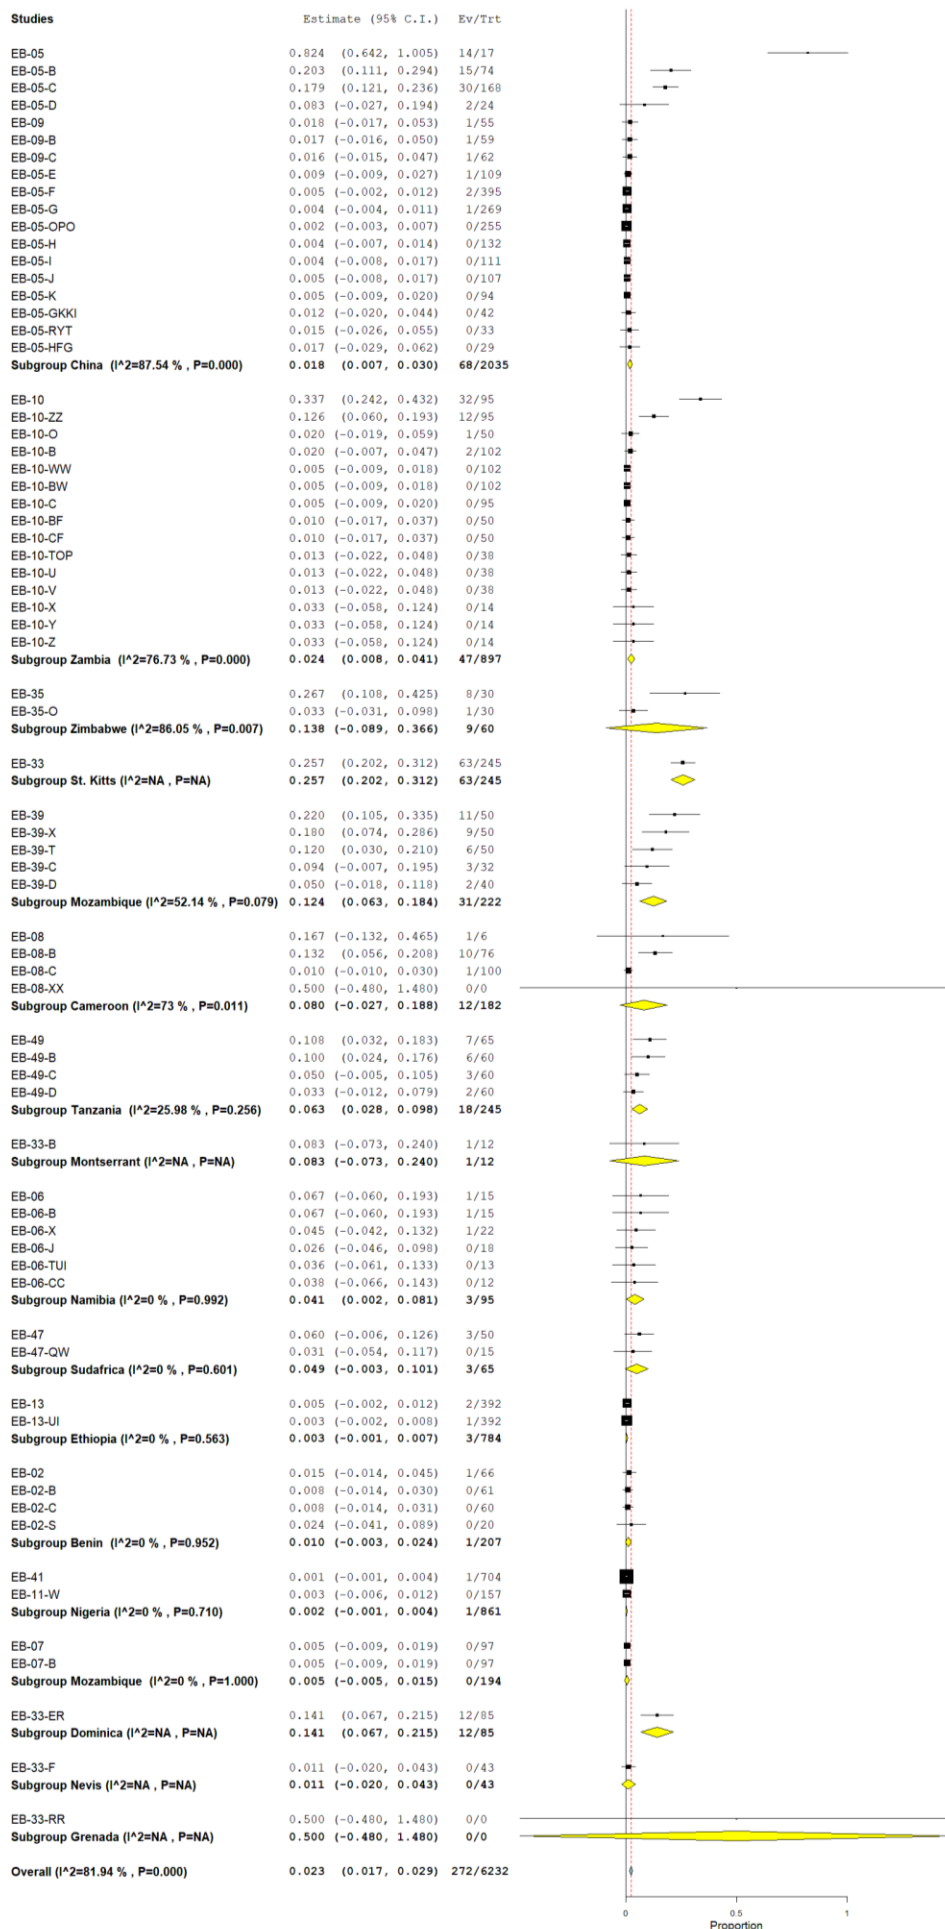 Studies Estimate (95% C.I.) Ev/Trt
EB-05 0.824 (0.642, 1.005) 14/17
EB-05-B 0.203 (0.111, 0.294) 15/74
EB-05-C 0.179 (0.121, 0.236) 30/168
EB-05-D 0.083 (-0.027, 0.194) 2/24
EB-09 0.018 (-0.017, 0.053) 1/55
EB-09-B 0.017 (-0.016, 0.050) 1/59
EB-09-C 0.016 (-0.015, 0.047) 1/62
EB-05-E 0.009 (-0.009, 0.027) 1/109
EB-05-F 0.005 (-0.002, 0.012) 2/395
EB-05-G 0.004 (-0.004, 0.011) 1/269
EB-05-OPO 0.002 (-0.003, 0.007) 0/255
EB-05-H 0.004 (-0.007, 0.014) 0/132
EB-05-I 0.004 (-0.008, 0.017) 0/111
EB-05-J 0.005 (-0.008, 0.017) 0/107
EB-05-K 0.005 (-0.009, 0.020) 0/94
EB-05-GKKI 0.012 (-0.020, 0.044) 0/42
EB-05-RYT 0.015 (-0.026, 0.055) 0/33
EB-05-HFG 0.017 (-0.029, 0.062) 0/29
Subgroup China (I^2=87.54 % , P=0.000) 0.018 (0.007, 0.030) 68/2035
EB-10 0.337 (0.242, 0.432) 32/95
EB-10-ZZ 0.126 (0.060, 0.193) 12/95
EB-10-O 0.020 (-0.019, 0.059) 1/50
EB-10-B 0.020 (-0.007, 0.047) 2/102
EB-10-WW 0.005 (-0.009, 0.018) 0/102
EB-10-BW 0.005 (-0.009, 0.018) 0/102
EB-10-C 0.005 (-0.009, 0.020) 0/95
EB-10-BF 0.010 (-0.017, 0.037) 0/50
EB-10-CF 0.010 (-0.017, 0.037) 0/50
EB-10-TOP 0.013 (-0.022, 0.048) 0/38
EB-10-U 0.013 (-0.022, 0.048) 0/38
EB-10-V 0.013 (-0.022, 0.048) 0/38
EB-10-X 0.033 (-0.058, 0.124) 0/14
EB-10-Y 0.033 (-0.058, 0.124) 0/14
EB-10-Z 0.033 (-0.058, 0.124) 0/14
Subgroup Zambia (I^2=76.73 % , P=0.000) 0.024 (0.008, 0.041) 47/897
EB-35 0.267 (0.108, 0.425) 8/30
EB-35-O 0.033 (-0.031, 0.098) 1/30
Subgroup Zimbabwe (I^2=86.05 % , P=0.007) 0.138 (-0.089, 0.366) 9/60
EB-33 0.257 (0.202, 0.312) 63/245
Subgroup St. Kitts (I^2=NA , P=NA) 0.257 (0.202, 0.312) 63/245
EB-39 0.220 (0.105, 0.335) 11/50
EB-39-X 0.180 (0.074, 0.286) 9/50
EB-39-T 0.120 (0.030, 0.210) 6/50
EB-39-C 0.094 (-0.007, 0.195) 3/32
EB-39-D 0.050 (-0.018, 0.118) 2/40
Subgroup Mozambique (I^2=52.14 % , P=0.079) 0.124 (0.063, 0.184) 31/222
EB-08 0.167 (-0.132, 0.465) 1/6
EB-08-B 0.132 (0.056, 0.208) 10/76
EB-08-C 0.010 (-0.010, 0.030) 1/100
EB-08-XX 0.500 (-0.480, 1.480) 0/0
Subgroup Cameroon (I^2=73 % , P=0.011) 0.080 (-0.027, 0.188) 12/182
EB-49 0.108 (0.032, 0.183) 7/65
EB-49-B 0.100 (0.024, 0.176) 6/60
EB-49-C 0.050 (-0.005, 0.105) 3/60
EB-49-D 0.033 (-0.012, 0.079) 2/60
Subgroup Tanzania (I^2=25.98 % , P=0.256) 0.063 (0.028, 0.098) 18/245
EB-33-B 0.083 (-0.073, 0.240) 1/12
Subgroup Montserrant (I^2=NA , P=NA) 0.083 (-0.073, 0.240) 1/12
EB-06 0.067 (-0.060, 0.193) 1/15
EB-06-B 0.067 (-0.060, 0.193) 1/15
EB-06-X 0.045 (-0.042, 0.132) 1/22
EB-06-J 0.026 (-0.046, 0.098) 0/18
EB-06-TUI 0.036 (-0.061, 0.133) 0/13
EB-06-CC 0.038 (-0.066, 0.143) 0/12
Subgroup Namibia (I^2=0 % , P=0.992) 0.041 (0.002, 0.081) 3/95
EB-47 0.060 (-0.006, 0.126) 3/50
EB-47-QW 0.031 (-0.054, 0.117) 0/15
Subgroup Sudafrica (I^2=0 % , P=0.601) 0.049 (-0.003, 0.101) 3/65
EB-13 0.005 (-0.002, 0.012) 2/392
EB-13-UI 0.003 (-0.002, 0.008) 1/392
Subgroup Ethiopia (I^2=0 % , P=0.563) 0.003 (-0.001, 0.007) 3/784
EB-02 0.015 (-0.014, 0.045) 1/66
EB-02-B 0.008 (-0.014, 0.030) 0/61
EB-02-C 0.008 (-0.014, 0.031) 0/60
EB-02-S 0.024 (-0.041, 0.089) 0/20
Subgroup Benin (I^2=0 % , P=0.952) 0.010 (-0.003, 0.024) 1/207
EB-41 0.001 (-0.001, 0.004) 1/704
EB-11-W 0.003 (-0.006, 0.012) 0/157
Subgroup Nigeria (I^2=0 % , P=0.710) 0.002 (-0.001, 0.004) 1/861
EB-07 0.005 (-0.009, 0.019) 0/97
EB-07-B 0.005 (-0.009, 0.019) 0/97
Subgroup Mozambique (I^2=0 % , P=1.000) 0.005 (-0.005, 0.015) 0/194
EB-33-ER 0.141 (0.067, 0.215) 12/85
Subgroup Dominica (I^2=NA , P=NA) 0.141 (0.067, 0.215) 12/85
EB-33-F 0.011 (-0.020, 0.043) 0/43
Subgroup Nevis (I^2=NA , P=NA) 0.011 (-0.020, 0.043) 0/43
EB-33-RR 0.500 (-0.480, 1.480) 0/0
Subgroup Grenada (I^2=NA , P=NA) 0.500 (-0.480, 1.480) 0/0
Overall (I^2=81.94 % , P=0.000) 0.023 (0.017, 0.029) 272/6232
0 0.5 1
Proportion